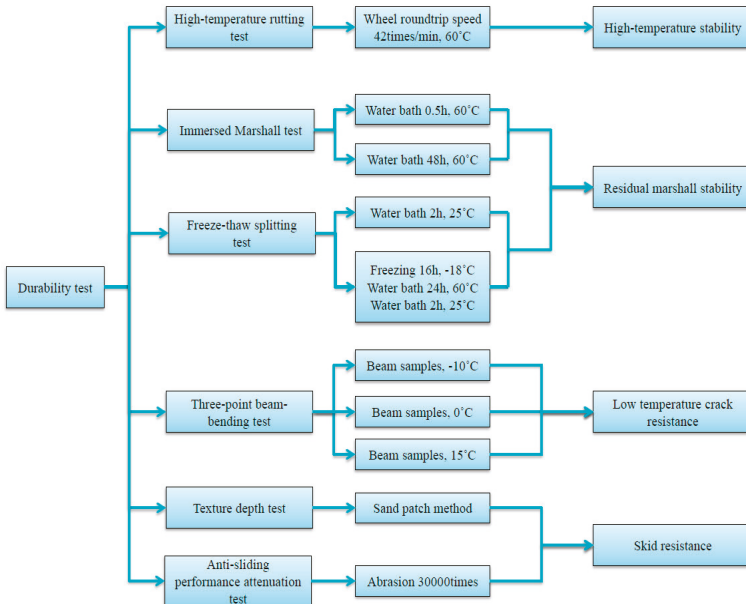 Durability test
High-temperature rutting
test
Wheel roundtrip speed
42times/min, 60˚C
High-temperature stability
Immersed Marshall test
Water bath 0.5h, 60˚C
Water bath 48h, 60˚C
Residual marshall stability
Freeze-thaw splitting
test
Water bath 2h, 25˚C
Freezing 16h, -18˚C
Water bath 24h, 60˚C
Water bath 2h, 25˚C
Three-point beam-
bending test
Beam samples, -10˚C
Beam samples, 0˚C
Beam samples, 15˚C
Low temperature crack
resistance
Texture depth test
Sand patch method
Skid resistance
Anti-sliding
performance attenuation
test
Abrasion 30000times